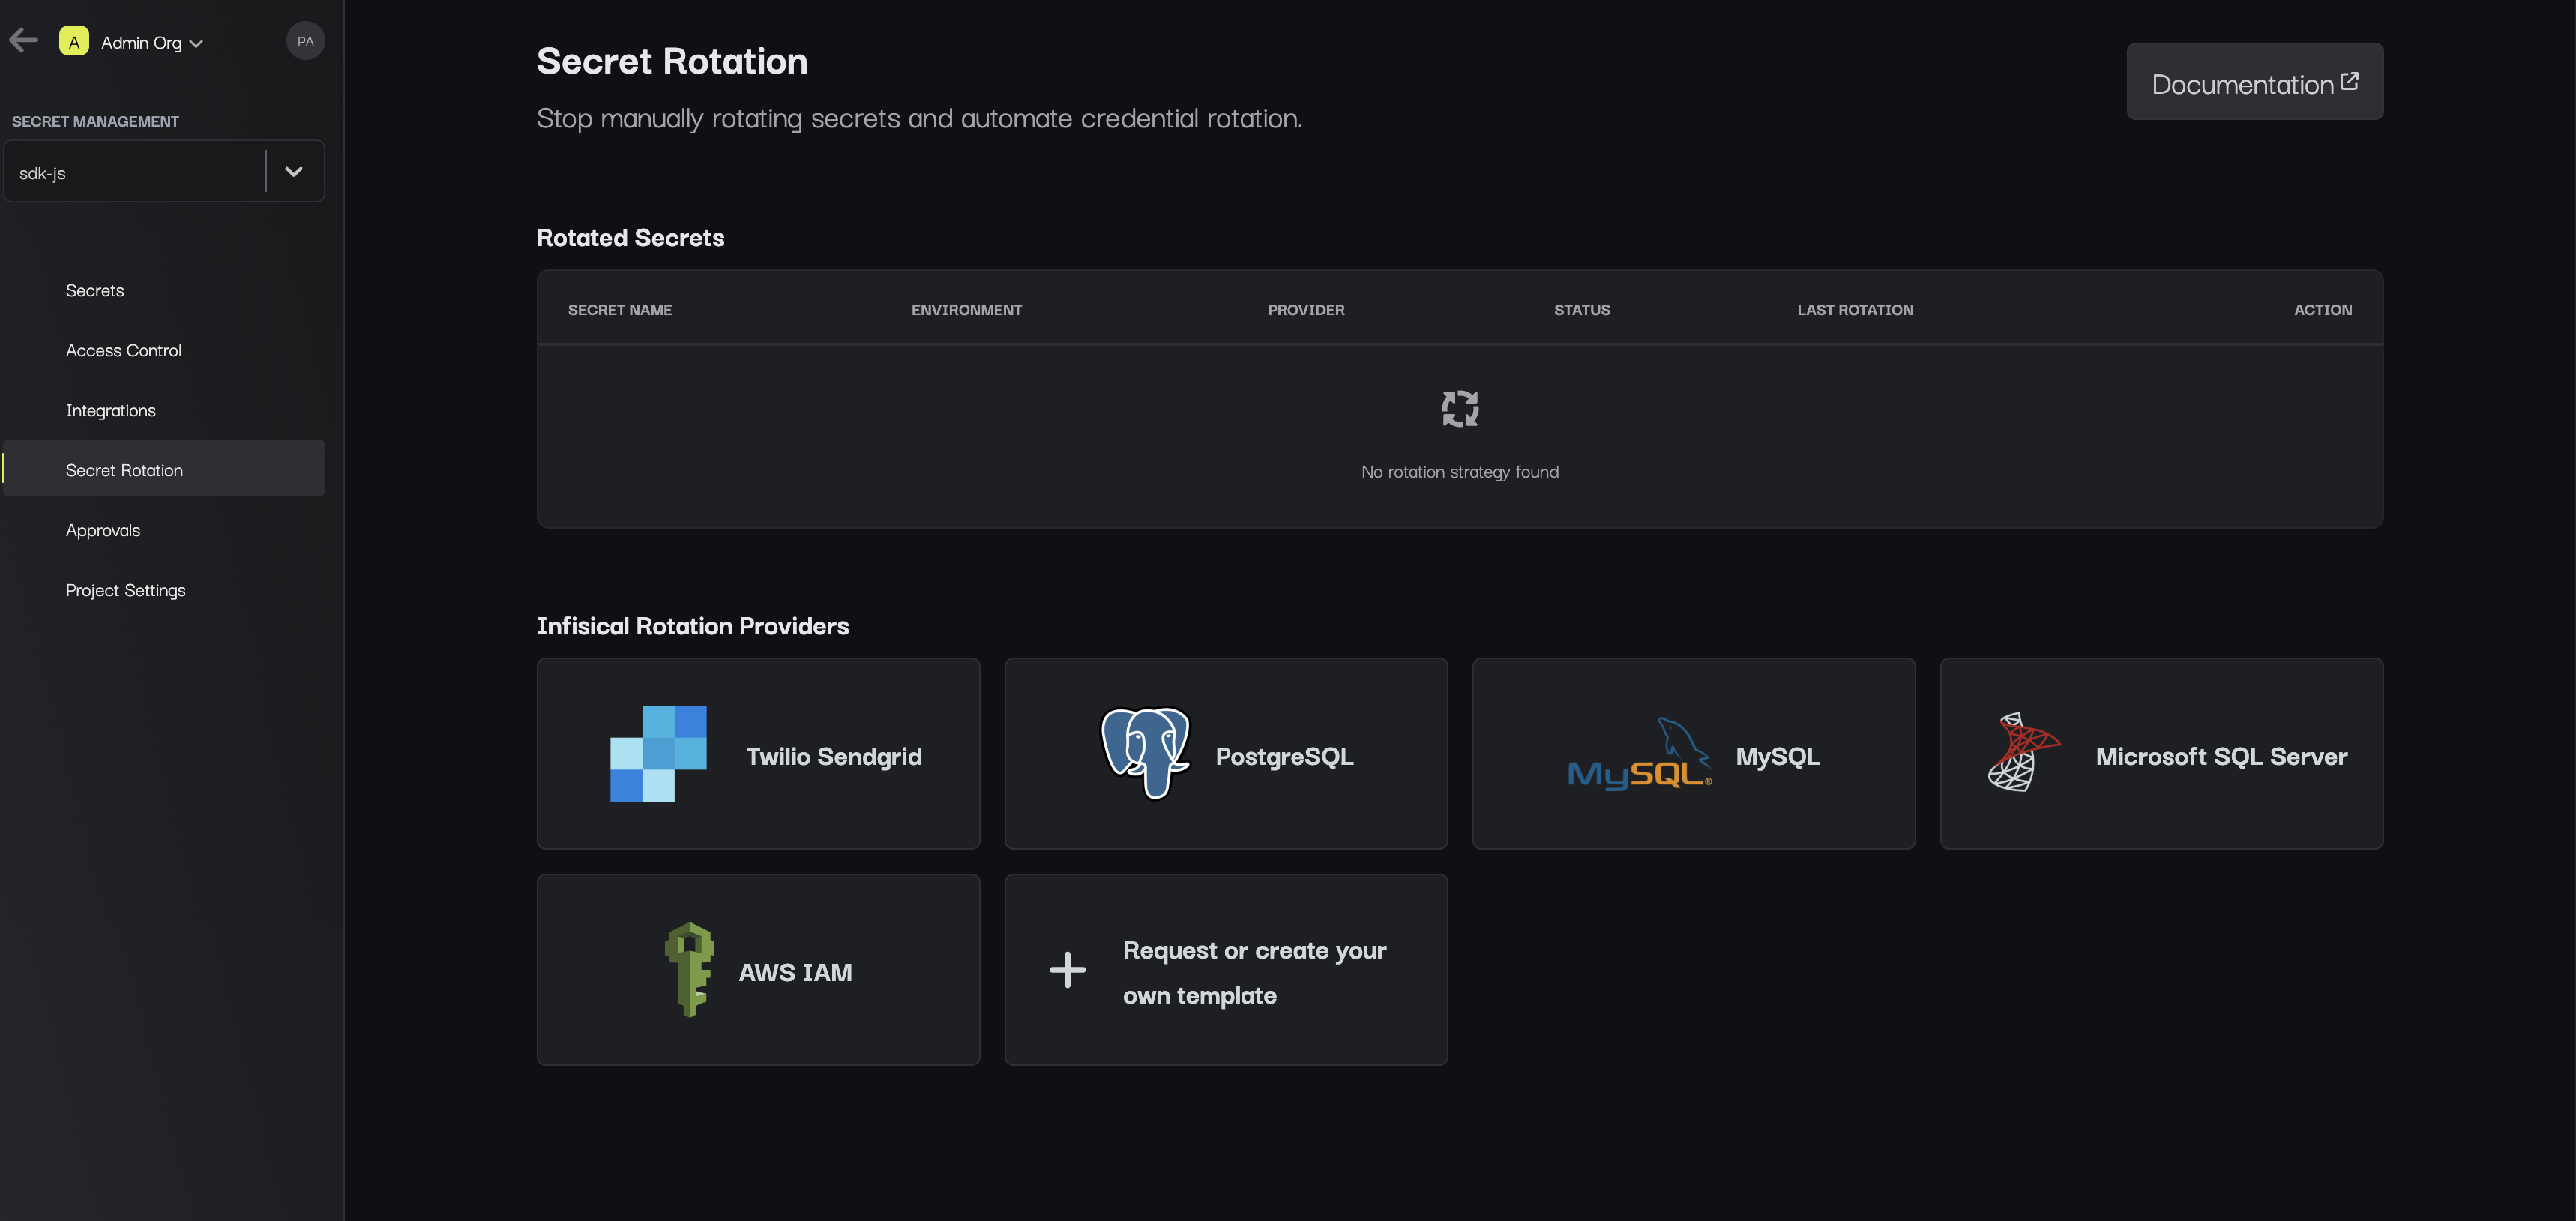 A
Admin Org
PA
SECRET MANAGEMENT
sdk-js
Secrets
Access Control
Integrations
Secret Rotation
Approvals
Project Settings
Secret Rotation
Stop manually rotating secrets and automate credential rotation.
Documentation
Rotated Secrets
SECRET NAME ENVIRONMENT PROVIDER STATUS LAST ROTATION ACTION
No rotation strategy found
Infisical Rotation Providers
Twilio Sendgrid
PostgreSQL
MySQL® MySQL
Microsoft SQL Server
AWS IAM
Request or create your
own template